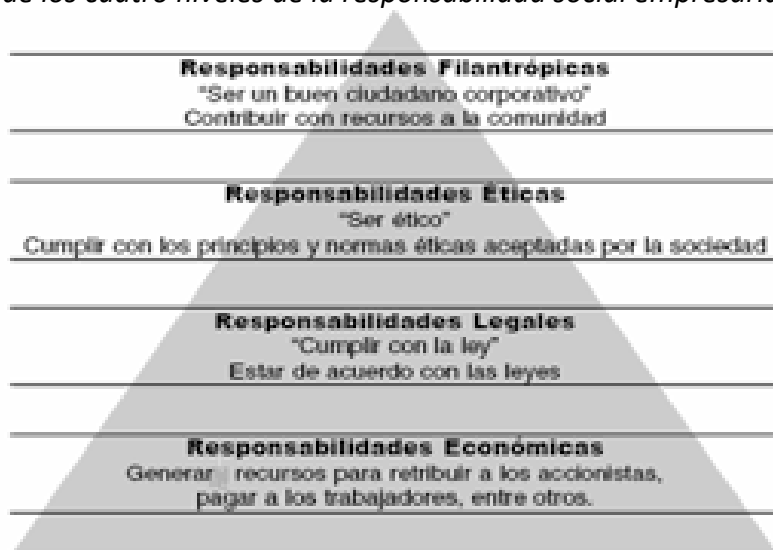 de los cuatro niveles de la responsabilidad social empresaria
Responsabilidades Filantrópicas
"Ser un buen ciudadano corporativo"
Contribuir con recursos a la comunidad
Responsabilidades Éticas
"Ser ético"
Cumplir con los principios y normas éticas aceptadas por la sociedad
Responsabilidades Legales
"Cumplir con la ley"
Estar de acuerdo con las leyes
Responsabilidades Económicas
Generar recursos para retribuir a los accionistas,
pagar a los trabajadores, entre otros.